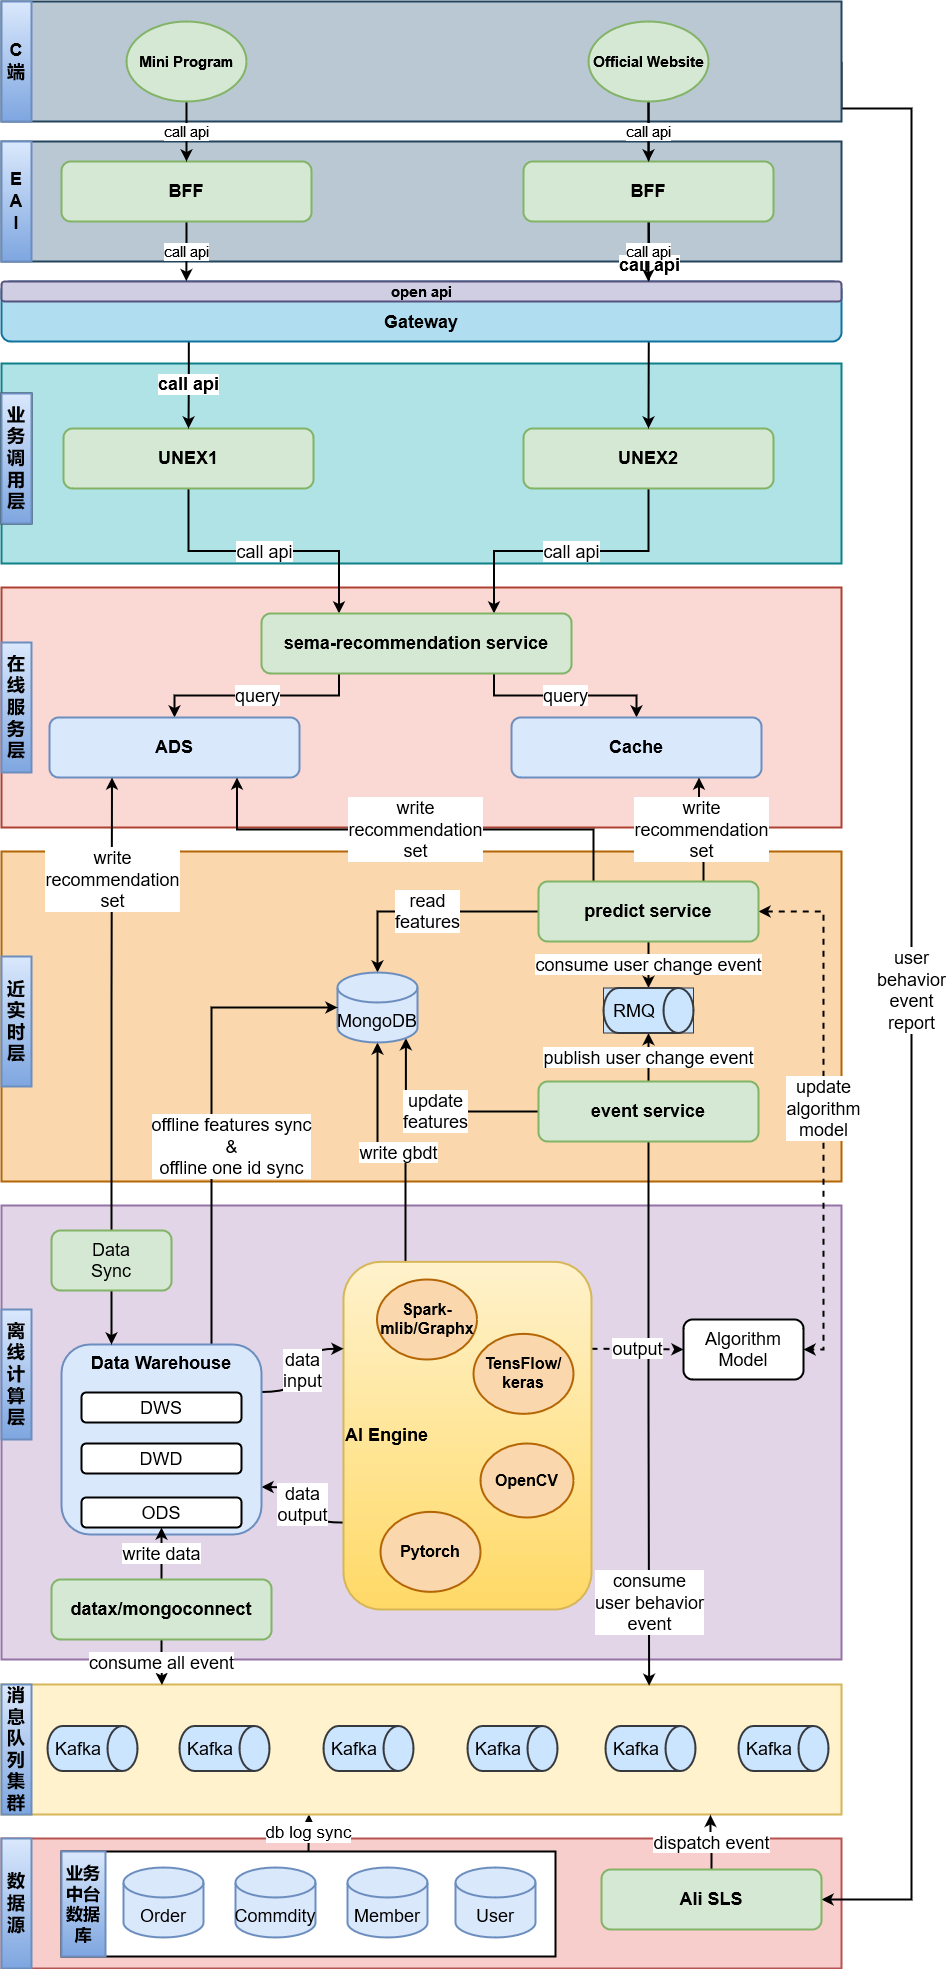 C
端
Mini Program
Official Website
call api
call api
E
A
I
BFF
BFF
call api
call api
call api
open api
Gateway
业
务
调
用
层
call api
UNEX1
UNEX2
call api
call api
在
线
服
务
层
sema-recommendation service
query
query
ADS
Cache
write
recommendation
set
write
recommendation
set
write
recommendation
set
近
实
时
层
predict service
read
features
consume user change event
MongoDB
RMQ
publish user change event
event service
update
features
write gbdt
offline features sync
&
offline one id sync
update
algorithm
model
user
behavior
event
report
离
线
计
算
层
Data
Sync
Data Warehouse
DWS
DWD
ODS
data
input
data
output
Spark-
mlib/Graphx
TensFlow/
keras
AI Engine
OpenCV
Pytorch
output
Algorithm
Model
write data
datax/mongoconnect
consume all event
consume
user behavior
event
消
息
队
列
集
群
Kafka
Kafka
Kafka
Kafka
Kafka
Kafka
db log sync
dispatch event
数
据
源
业务
中台
数据
库
Order
Commdity
Member
User
Ali SLS